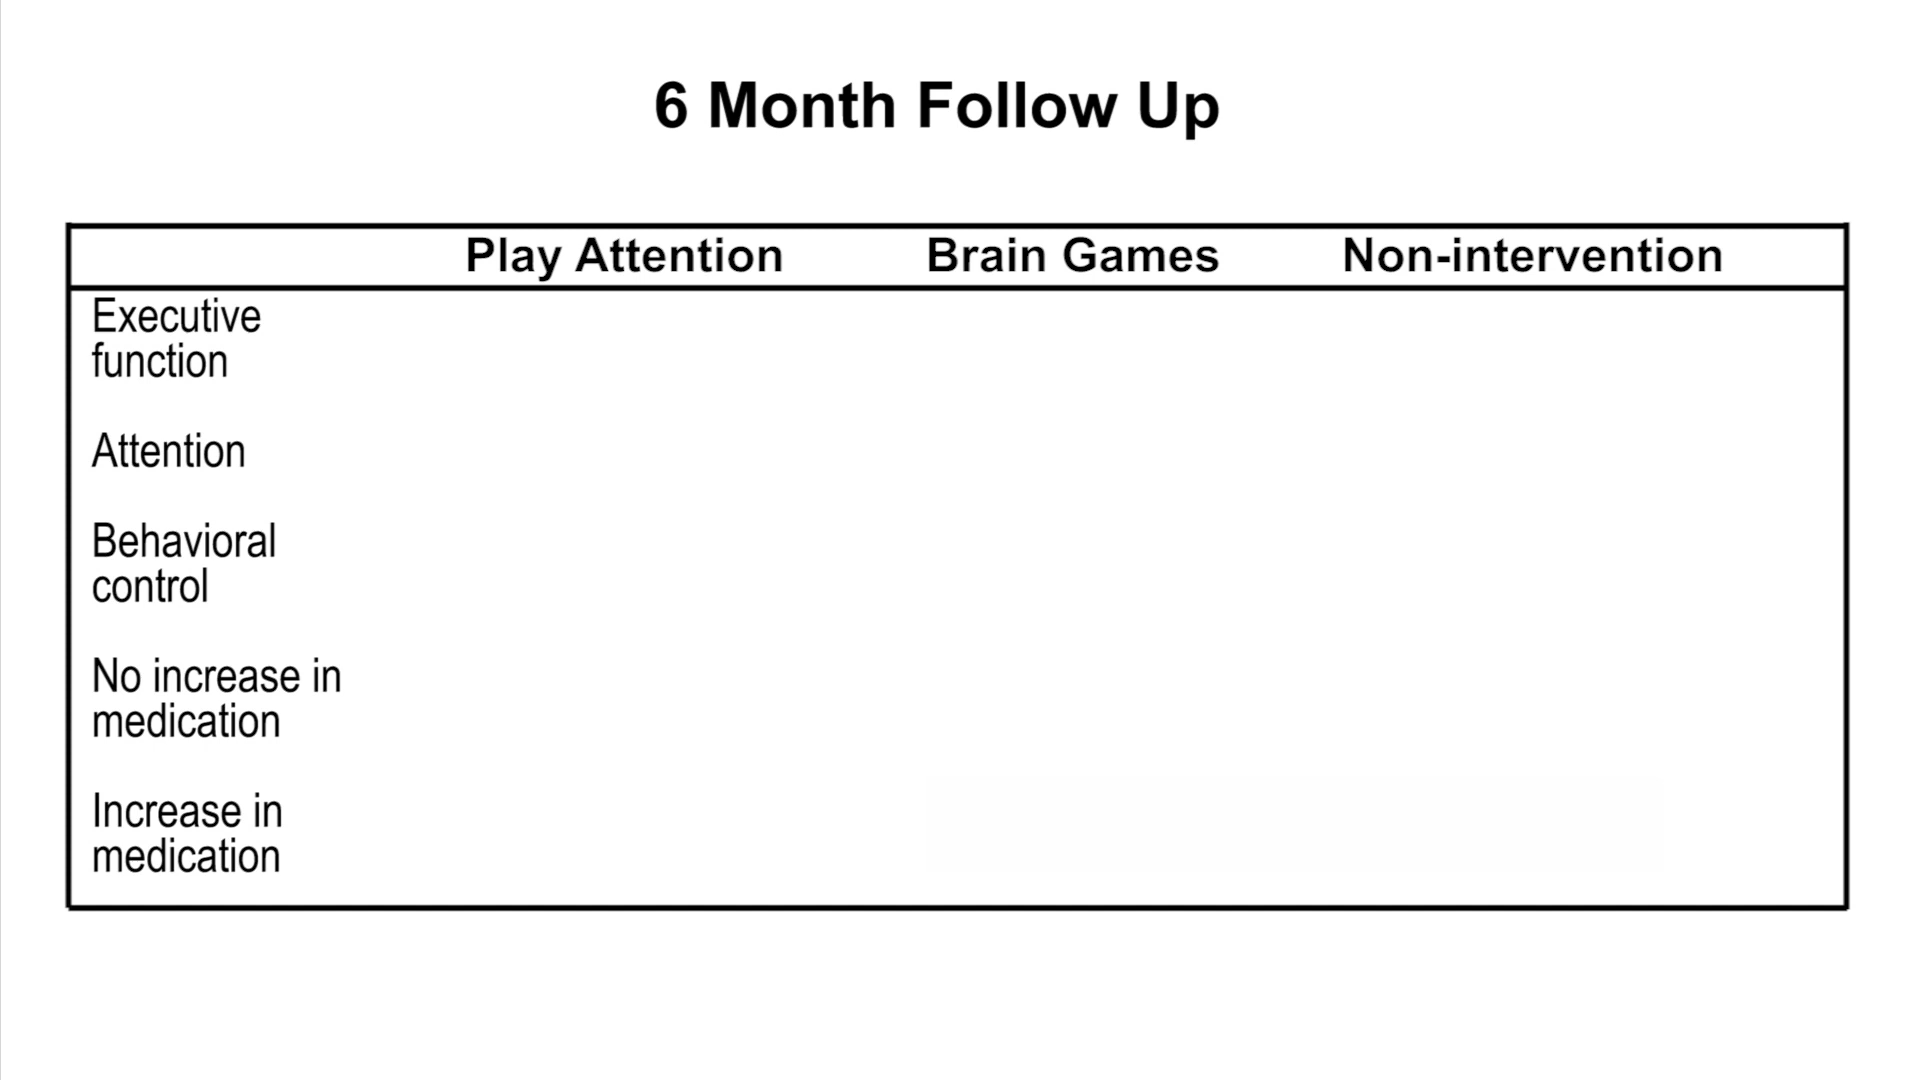 6 Month Follow Up
Play Attention Brain Games Non-intervention
Executive
function
Attention
Behavioral
control
No increase in
medication
Increase in
medication